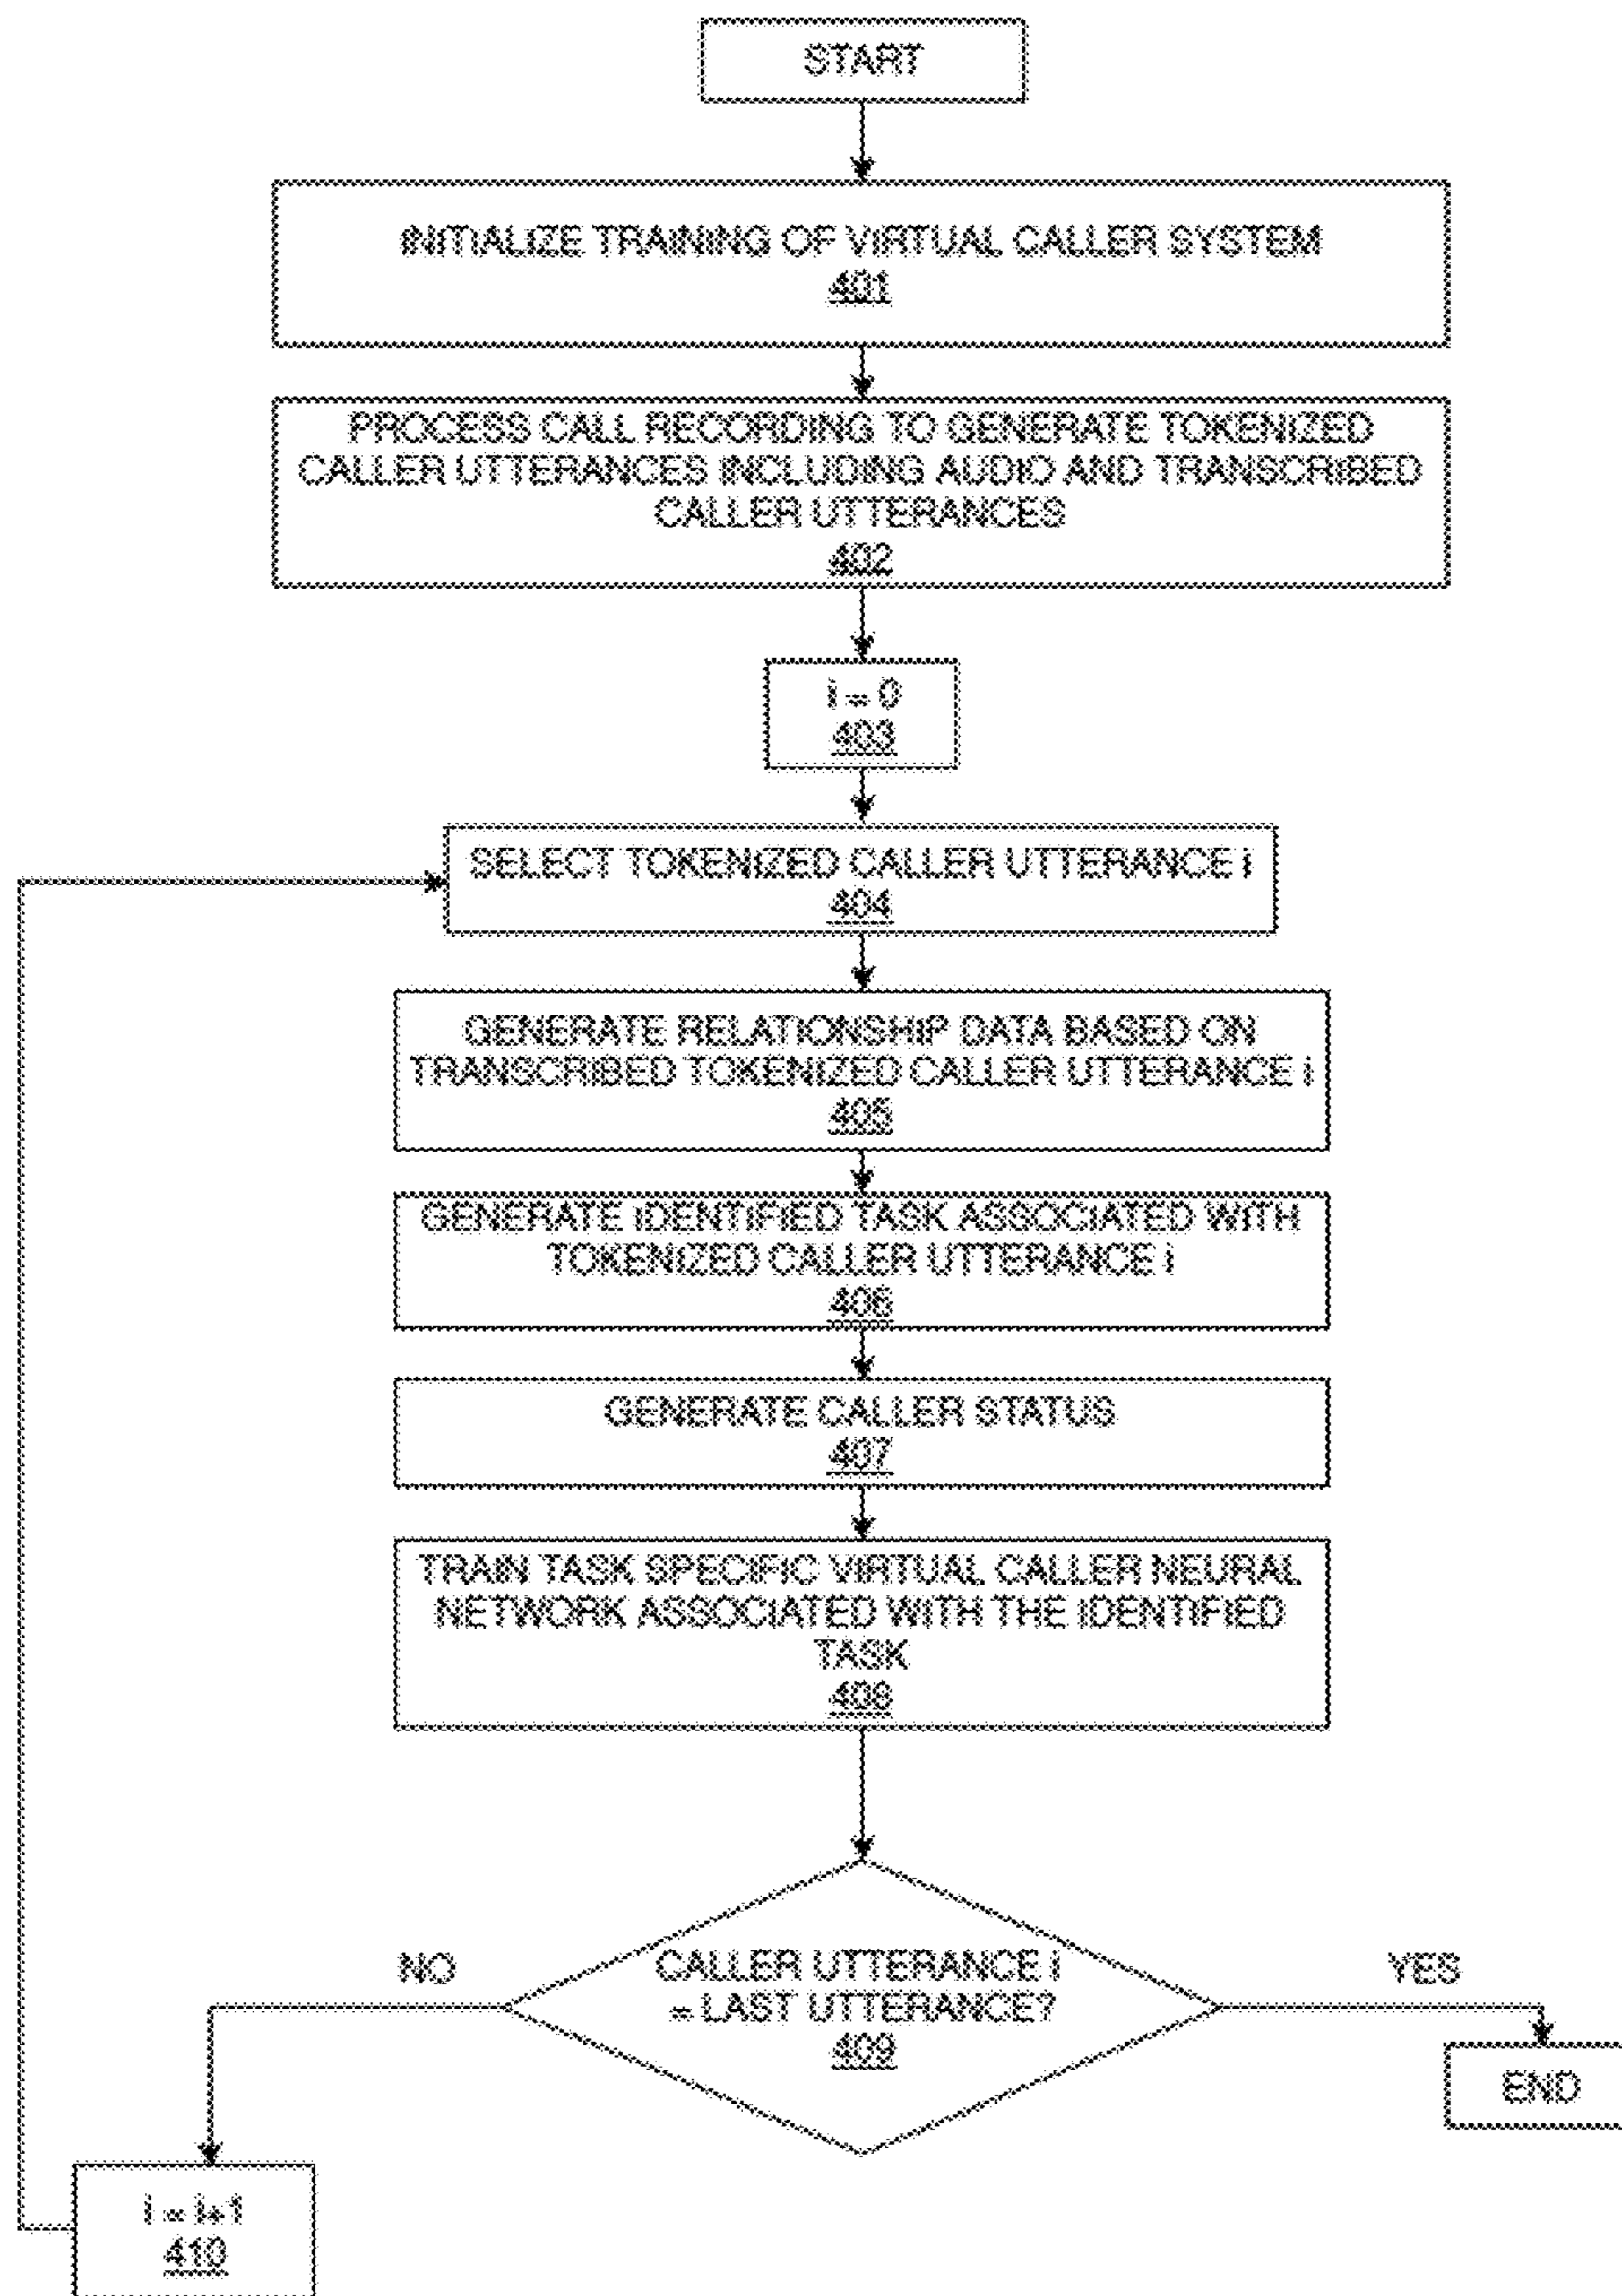 START
INITIALIZE TRAINING OF VIRTUAL CALLER SYSTEM
401
PROCESS CALL RECORDING TO GENERATE TOKENIZED
CALLER UTTERANCES INCLUDING AUDIO AND TRANSCRIBED
CALLER UTTERANCES
402
i = 0
403
SELECT TOKENIZED CALLER UTTERANCE i
404
GENERATE RELATIONSHIP DATA BASED ON
TRANSCRIBED TOKENIZED CALLER UTTERANCE i
405
GENERATE IDENTIFIED TASK ASSOCIATED WITH
TOKENIZED CALLER UTTERANCE i
406
GENERATE CALLER STATUS
407
TRAIN TASK SPECIFIC VIRTUAL CALLER NEURAL
NETWORK ASSOCIATED WITH THE IDENTIFIED
TASK
408
NO
CALLER UTTERANCE i
= LAST UTTERANCE?
409
YES
END
i = i+1
410